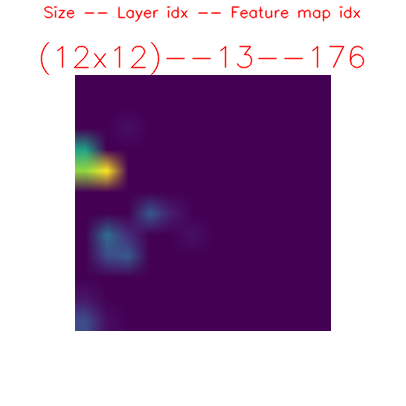 Size -- Layer idx -- Feature map idx
(12x12)--13--176